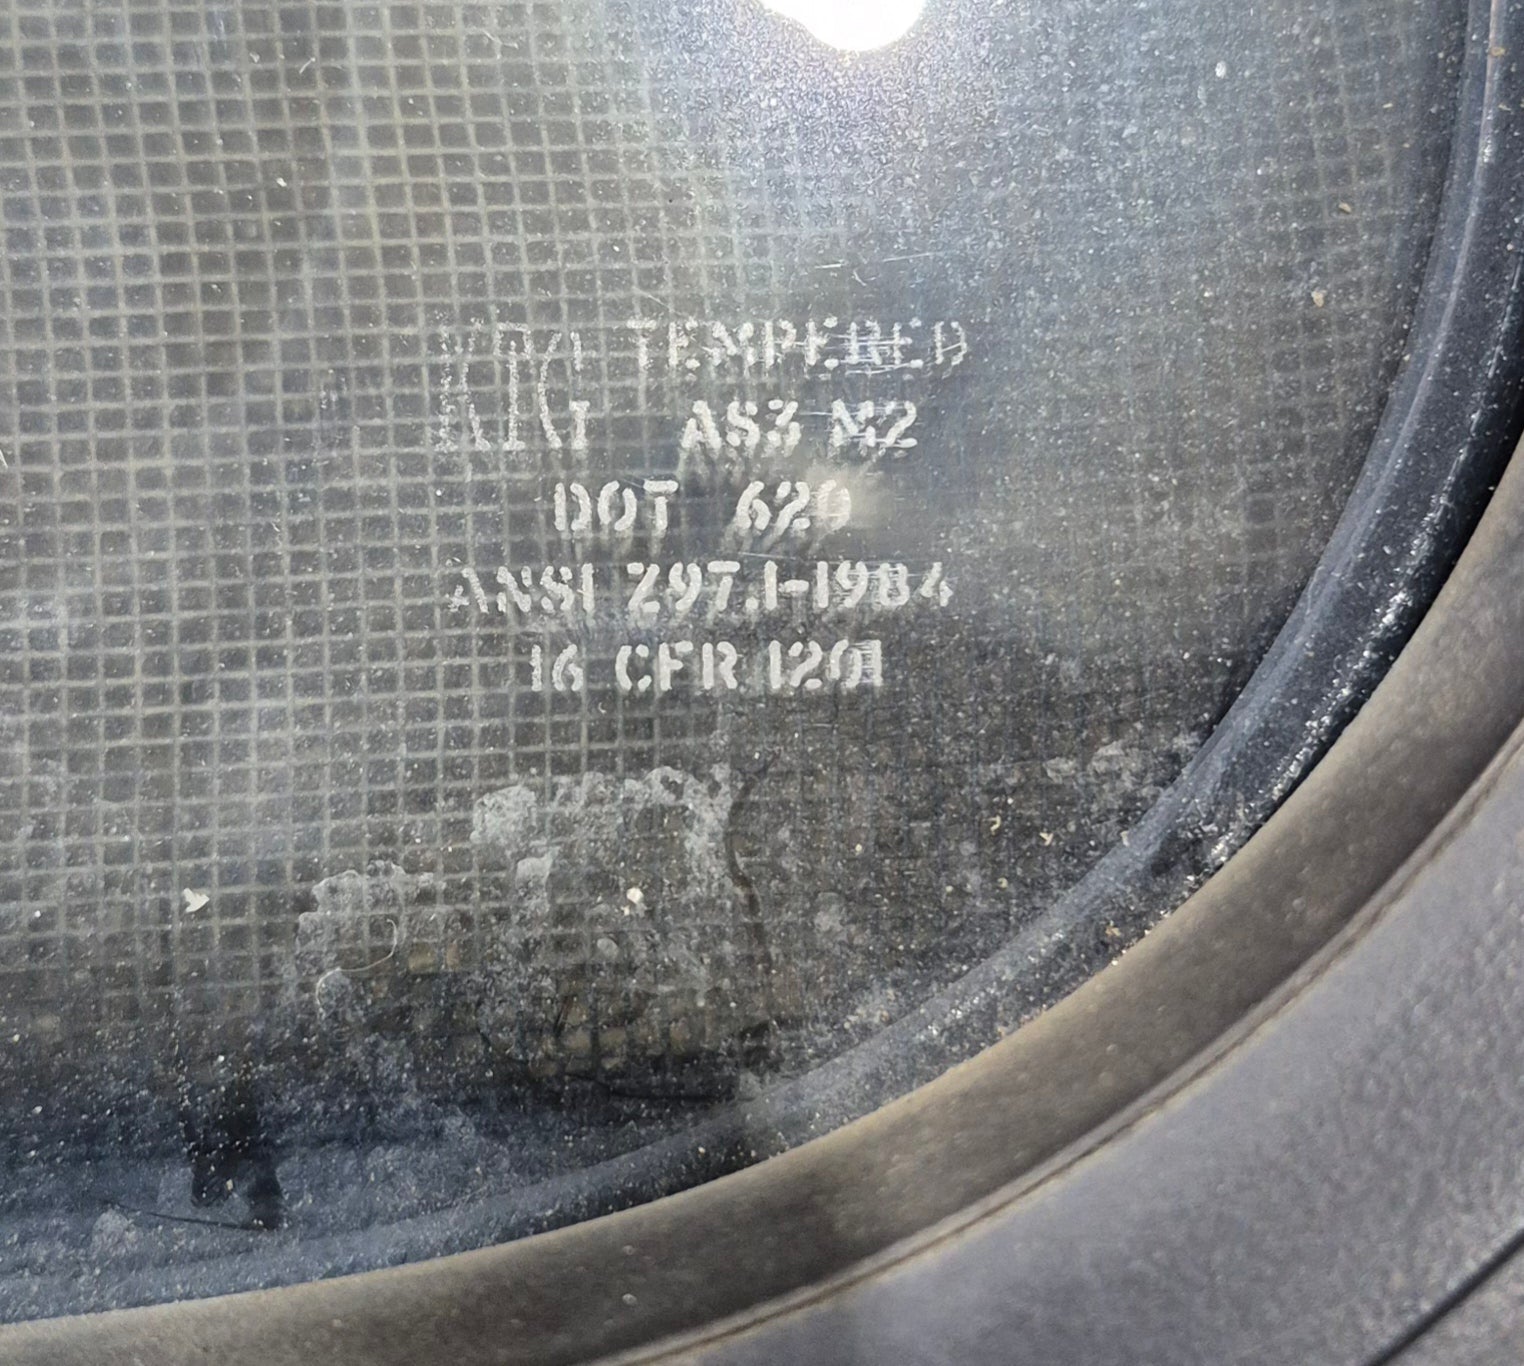 KTG TEMPERED
AS3 M2
DOT 620
ANSI Z97.1-1984
16 CFR 1201